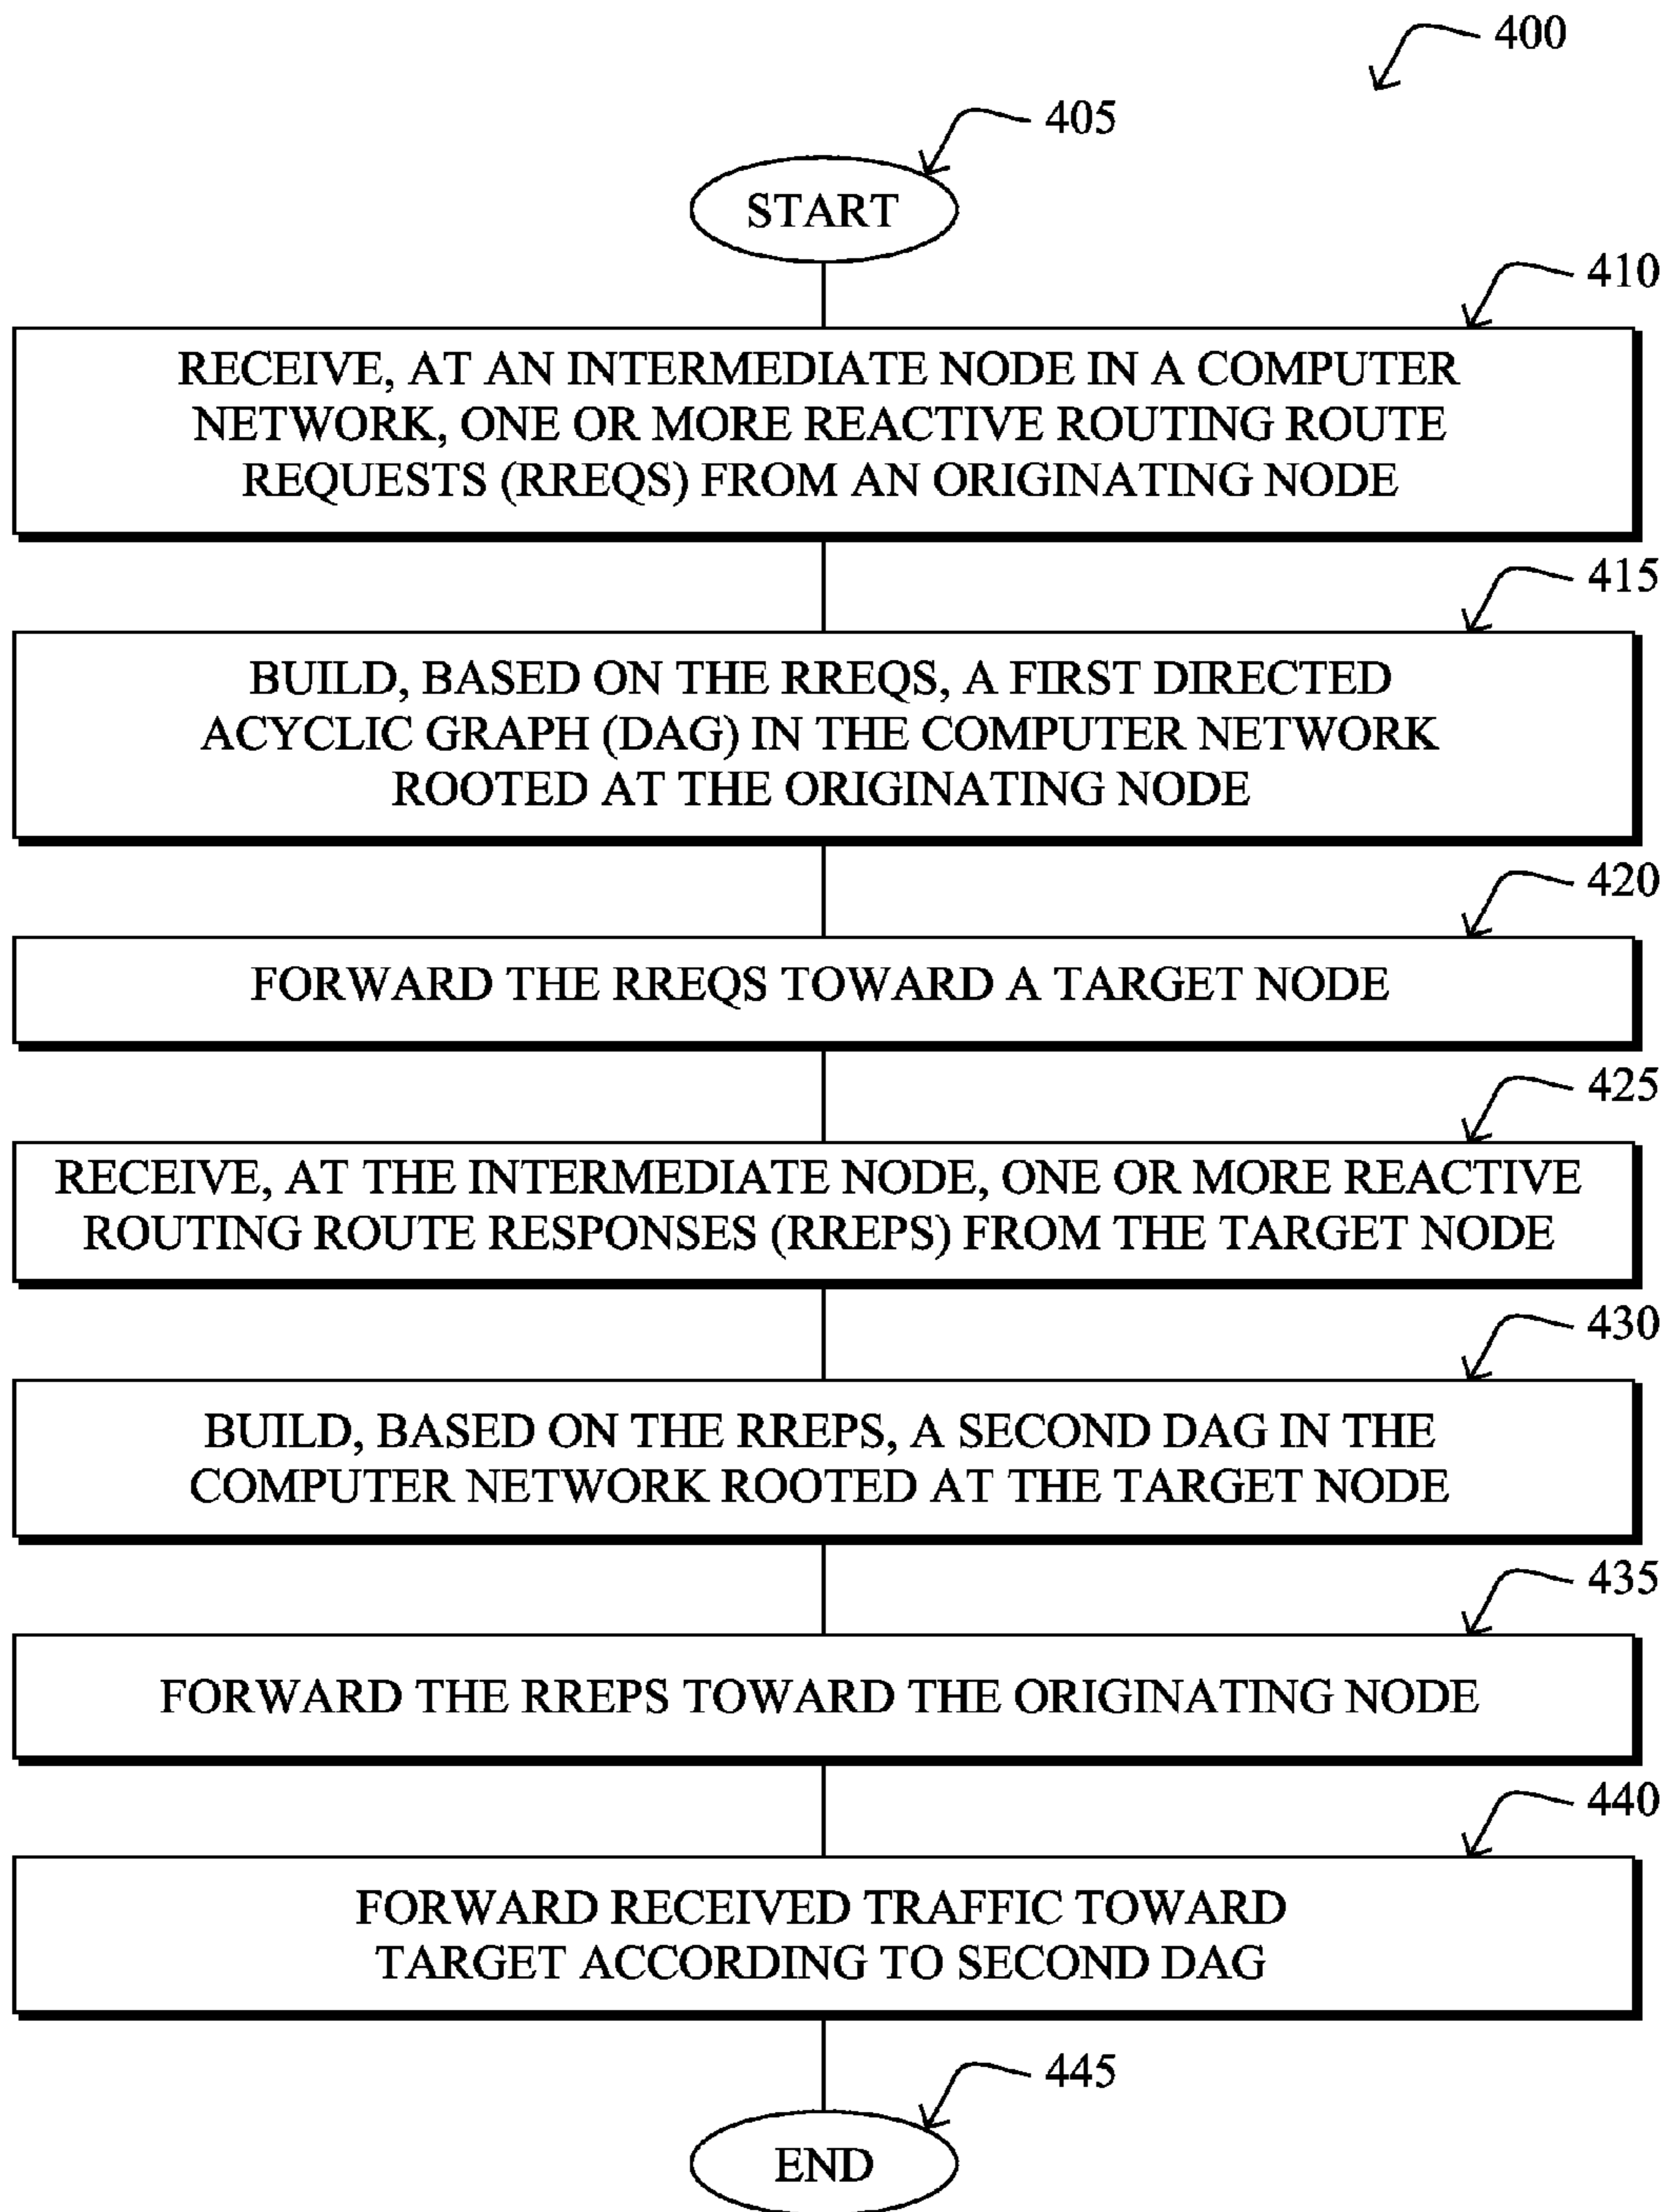 400
405
START
410
RECEIVE, AT AN INTERMEDIATE NODE IN A COMPUTER
NETWORK, ONE OR MORE REACTIVE ROUTING ROUTE
REQUESTS (RREQS) FROM AN ORIGINATING NODE
415
BUILD, BASED ON THE RREQS, A FIRST DIRECTED
ACYCLIC GRAPH (DAG) IN THE COMPUTER NETWORK
ROOTED AT THE ORIGINATING NODE
420
FORWARD THE RREQS TOWARD A TARGET NODE
425
RECEIVE, AT THE INTERMEDIATE NODE, ONE OR MORE REACTIVE
ROUTING ROUTE RESPONSES (RREPS) FROM THE TARGET NODE
430
BUILD, BASED ON THE RREPS, A SECOND DAG IN THE
COMPUTER NETWORK ROOTED AT THE TARGET NODE
435
FORWARD THE RREPS TOWARD THE ORIGINATING NODE
440
FORWARD RECEIVED TRAFFIC TOWARD
TARGET ACCORDING TO SECOND DAG
445
END